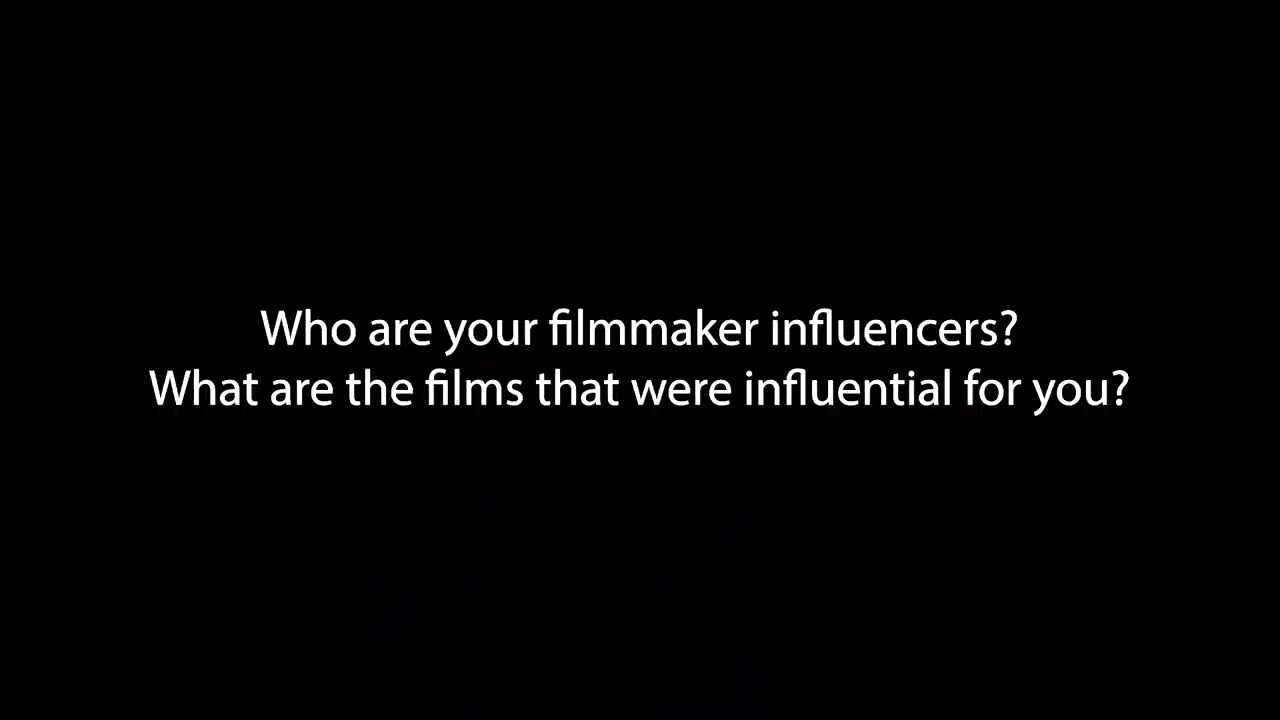 Who are your filmmaker influencers?
What are the films that were influential for you?